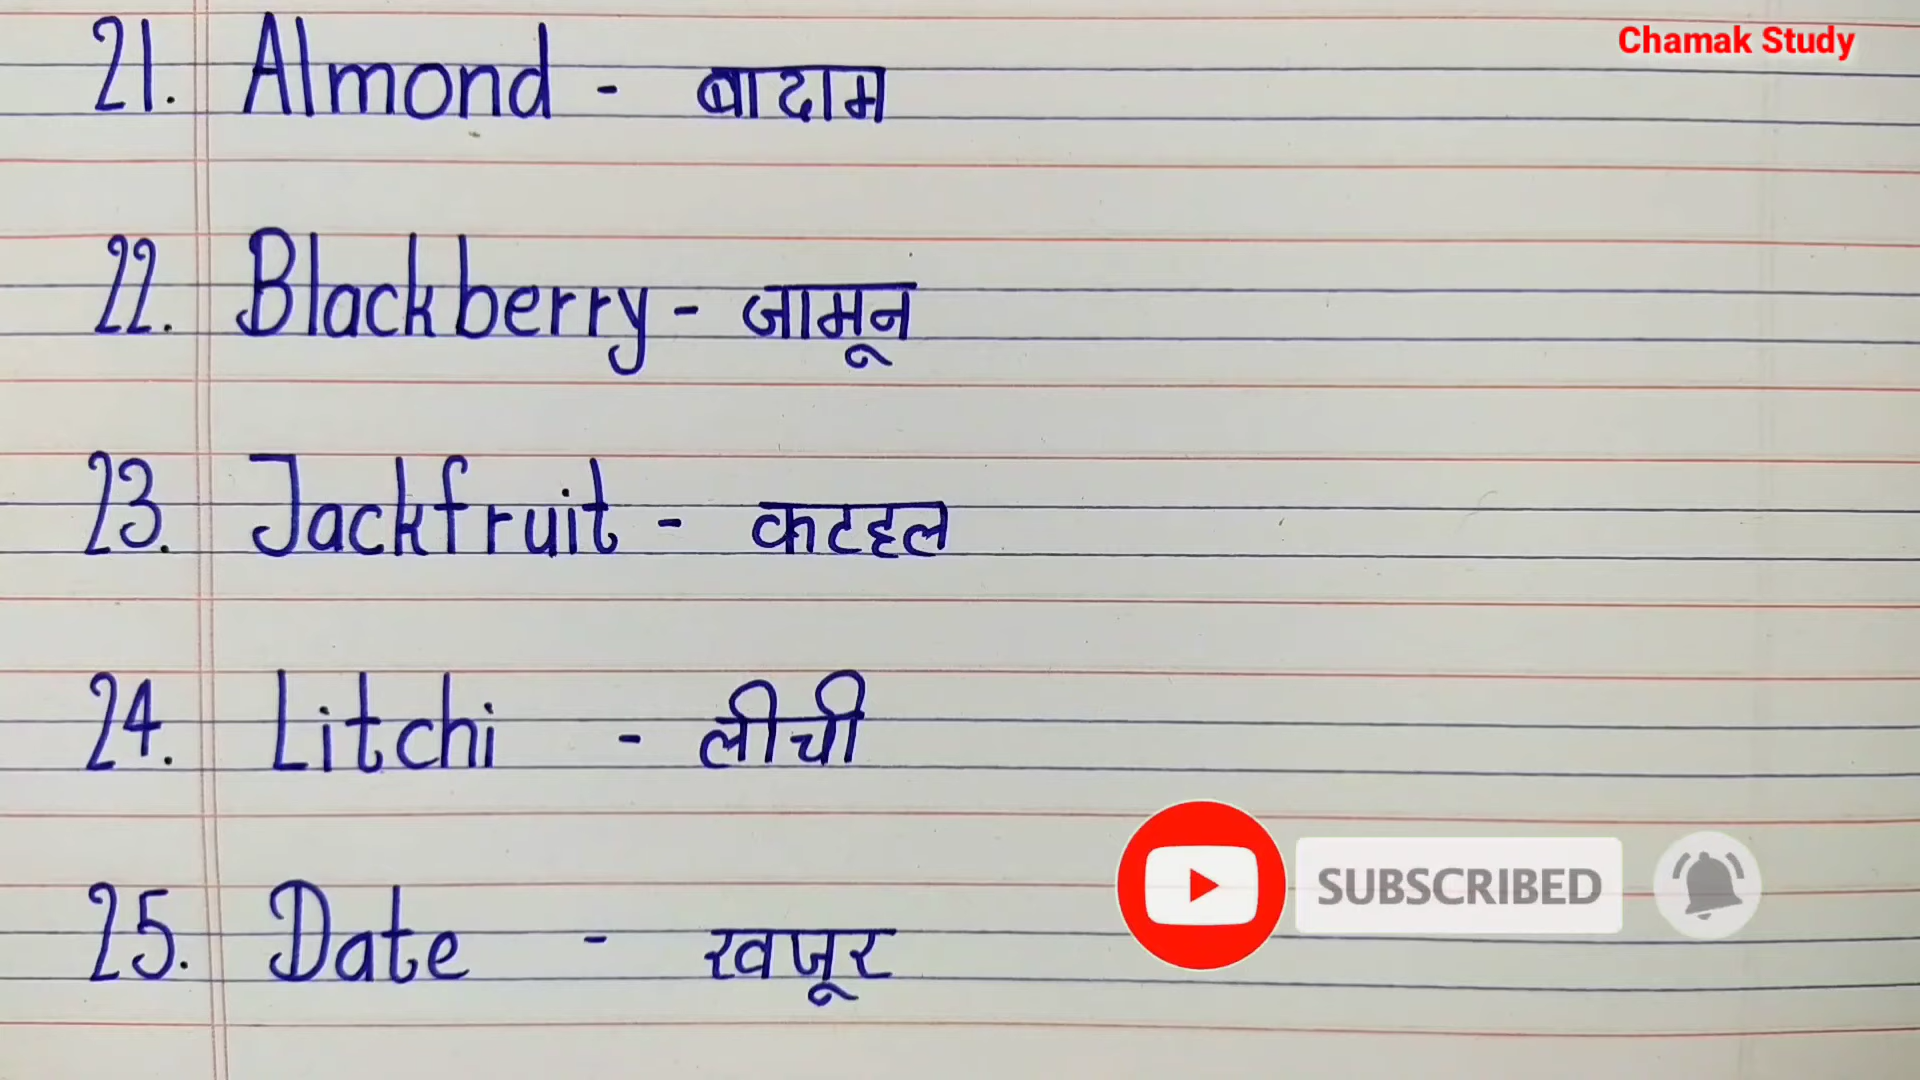 Chamak Study
21. Almond - बादाम
22. Blackberry - जामून
23. Jackfruit - कटहल
24. Litchi - लीची
25. Date - खजूर
SUBSCRIBED